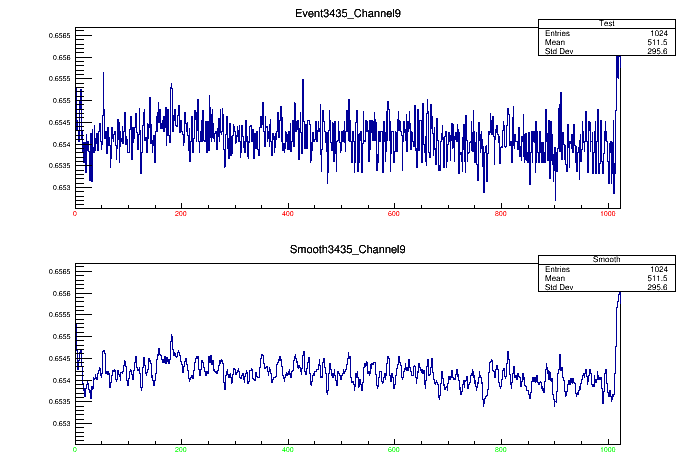 Event3435_Channel9
Test
Entries 1024
Mean 511.5
Std Dev 295.6
0.6565
0.656
0.6555
0.655
0.6545
0.654
0.6535
0.653
0 200 400 600 800 1000
Smooth3435_Channel9
Smooth
Entries 1024
Mean 511.5
Std Dev 295.6
0.6565
0.656
0.6555
0.655
0.6545
0.654
0.6535
0.653
0 200 400 600 800 1000